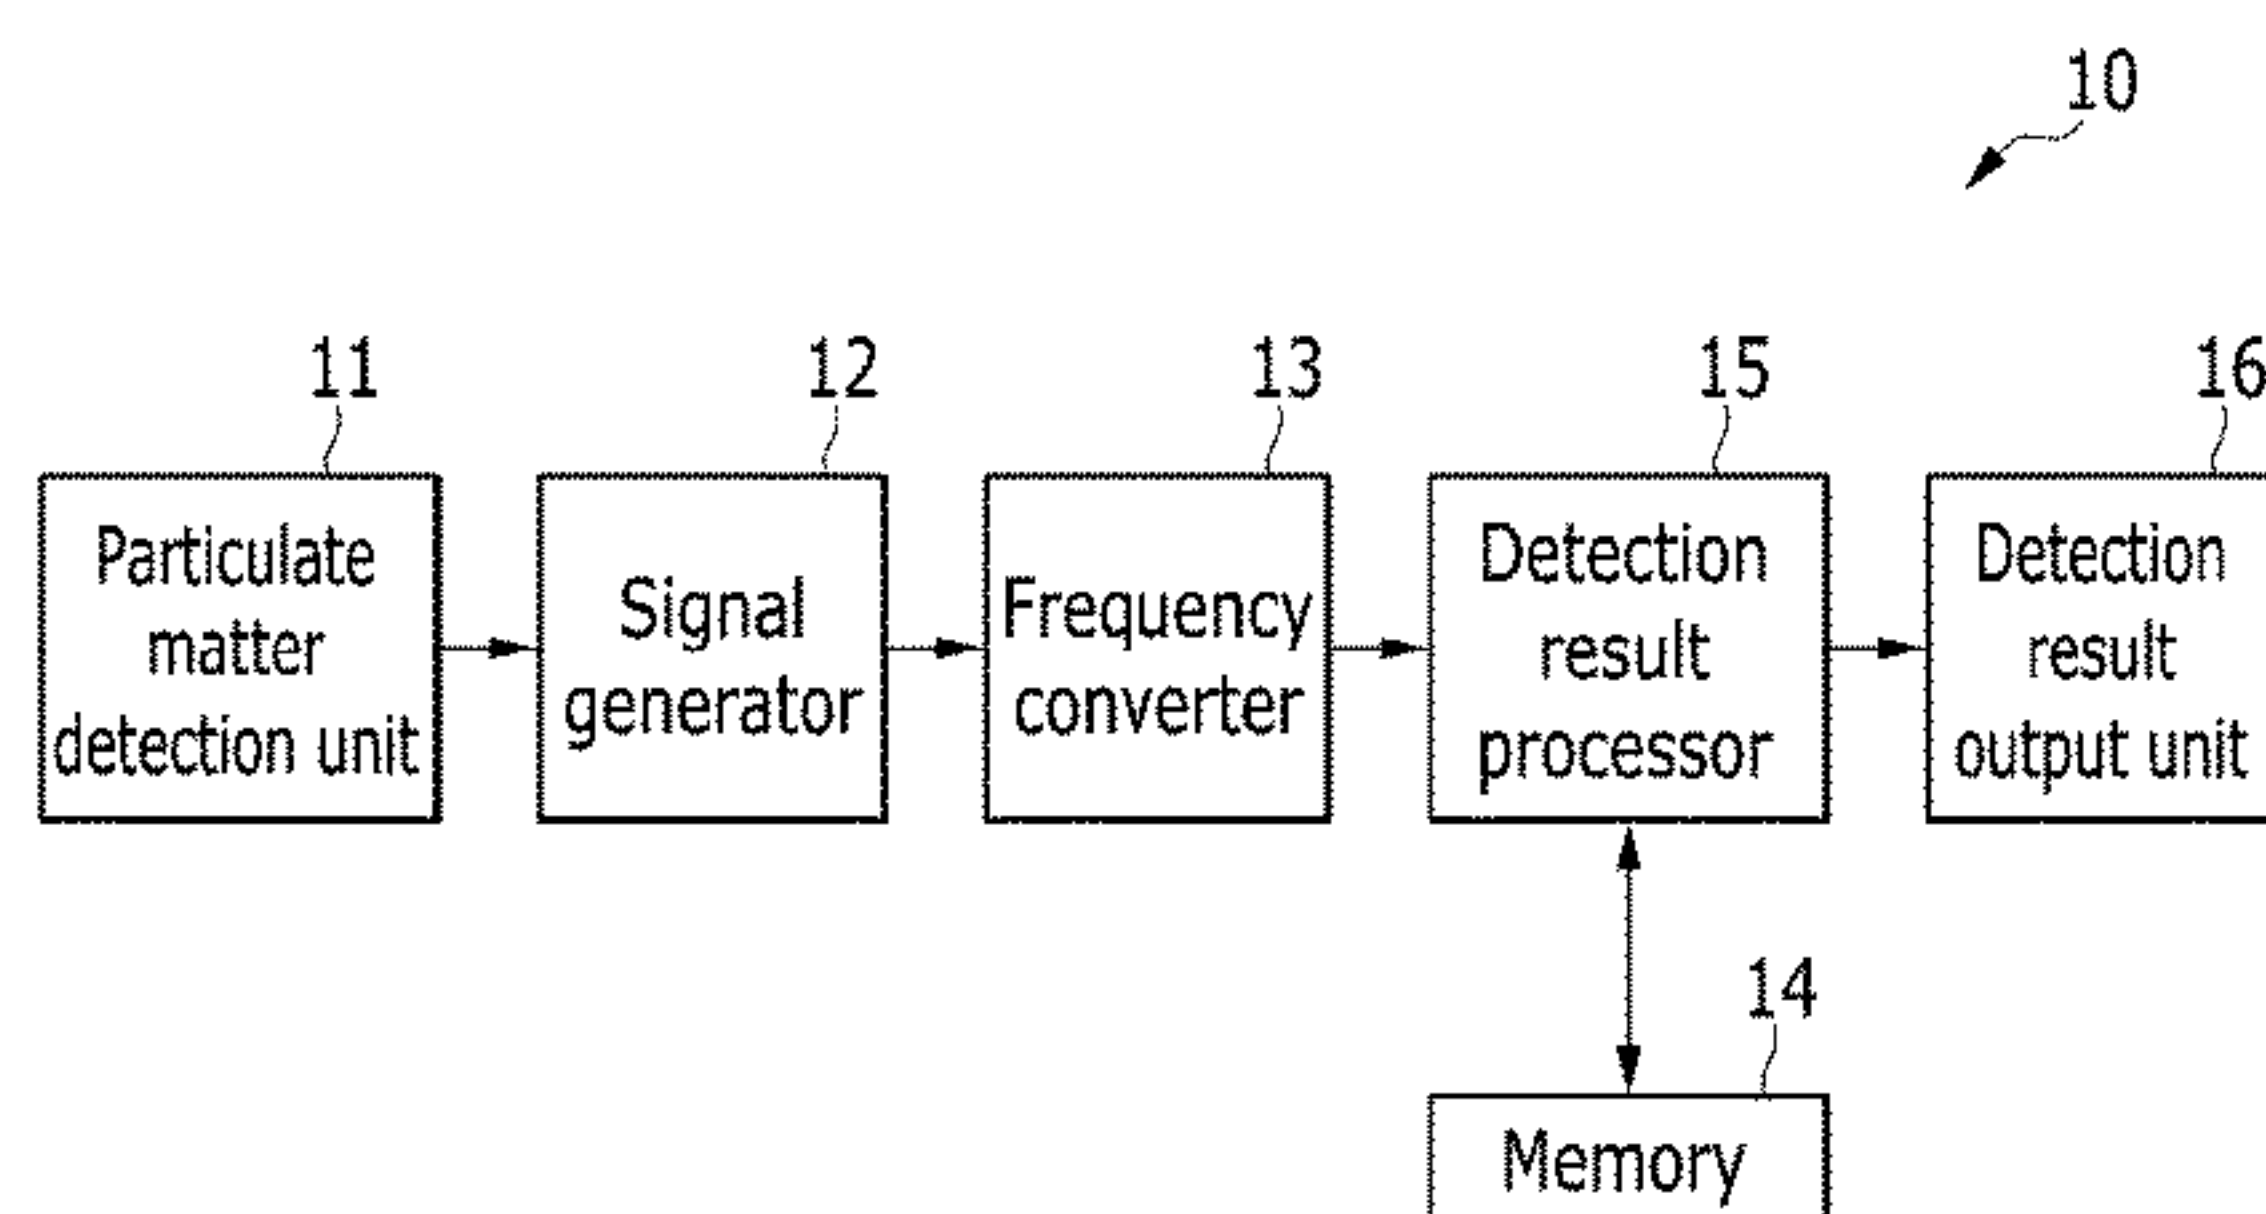 10
11
12
13
15
16
Particulate
matter
detection unit
Signal
generator
Frequency
converter
Detection
result
processor
Detection
result
output unit
14
Memory